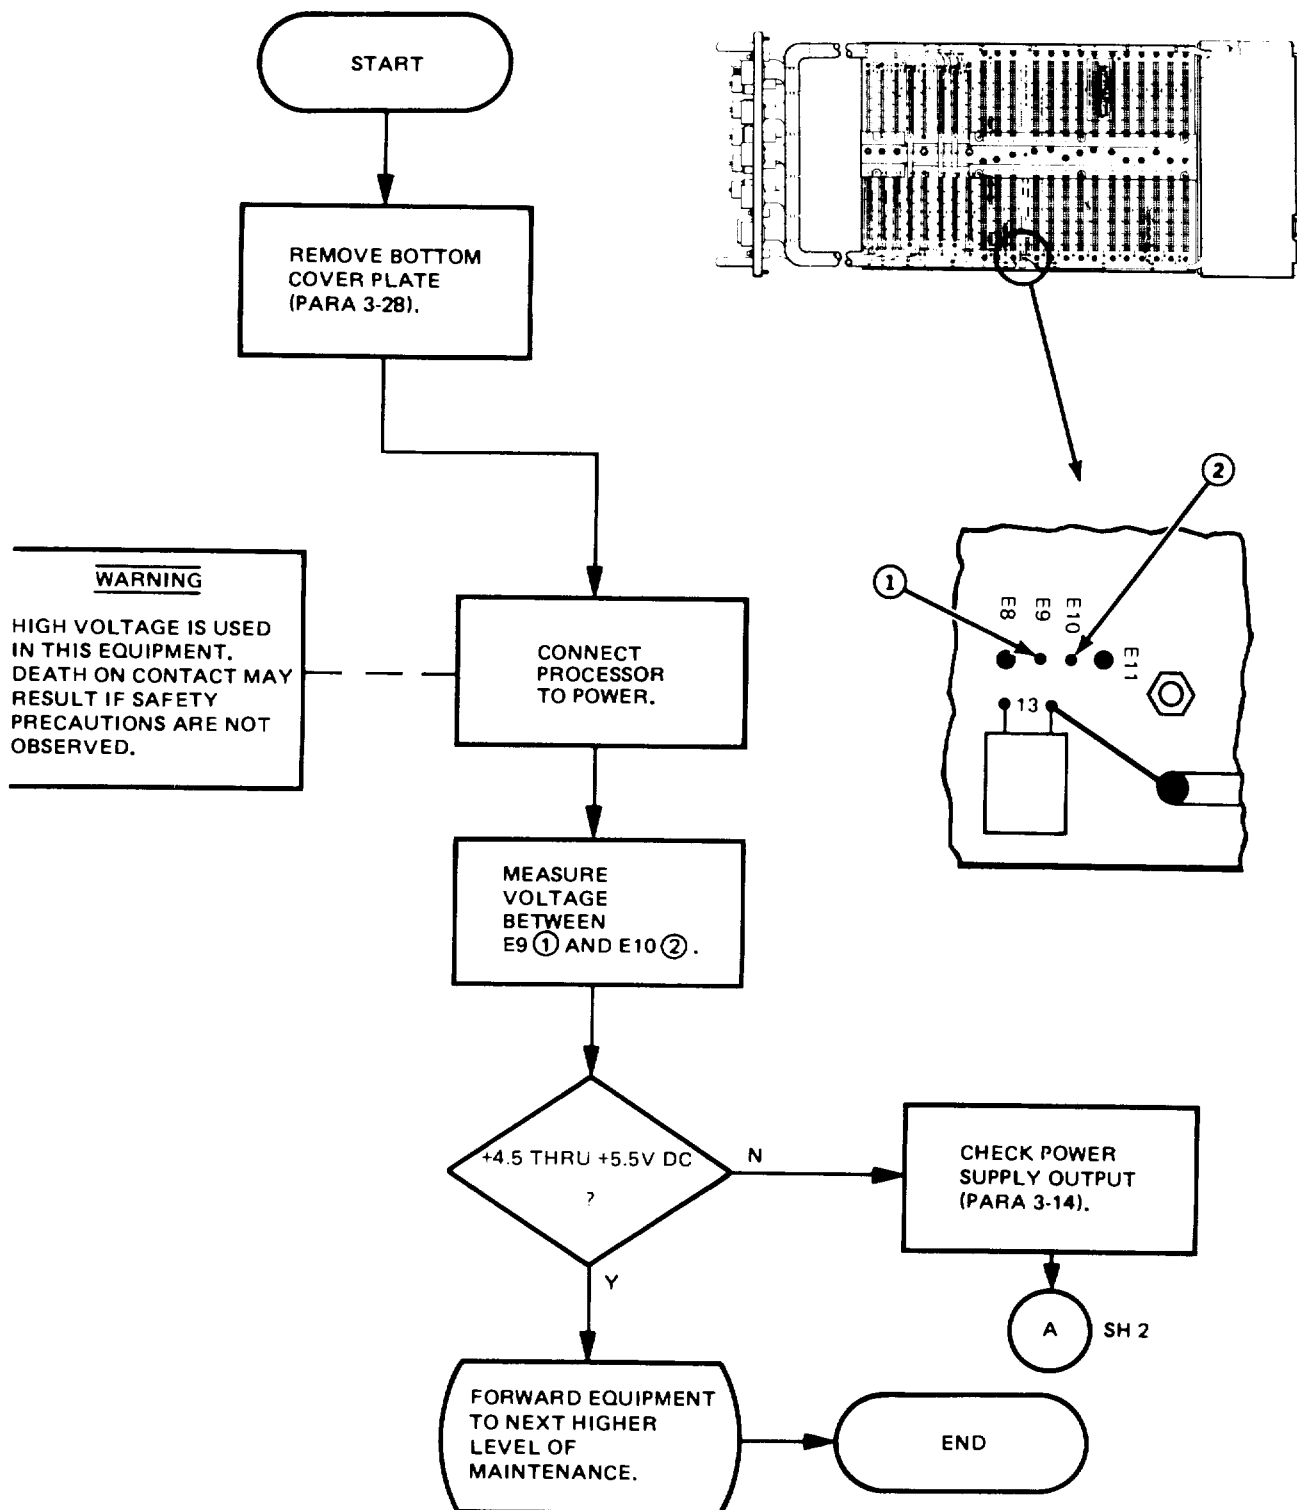 START
REMOVE BOTTOM
COVER PLATE
(PARA 3-28).
WARNING
HIGH VOLTAGE IS USED
IN THIS EQUIPMENT.
DEATH ON CONTACT MAY
RESULT IF SAFETY
PRECAUTIONS ARE NOT
OBSERVED.
CONNECT
PROCESSOR
TO POWER.
2
1
E8
E9
E10
E11
13
MEASURE
VOLTAGE
BETWEEN
E9 1 AND E10 2 .
+4.5 THRU +5.5V DC
?
N
Y
CHECK POWER
SUPPLY OUTPUT
(PARA 3-14).
A SH 2
FORWARD EQUIPMENT
TO NEXT HIGHER
LEVEL OF
MAINTENANCE.
END